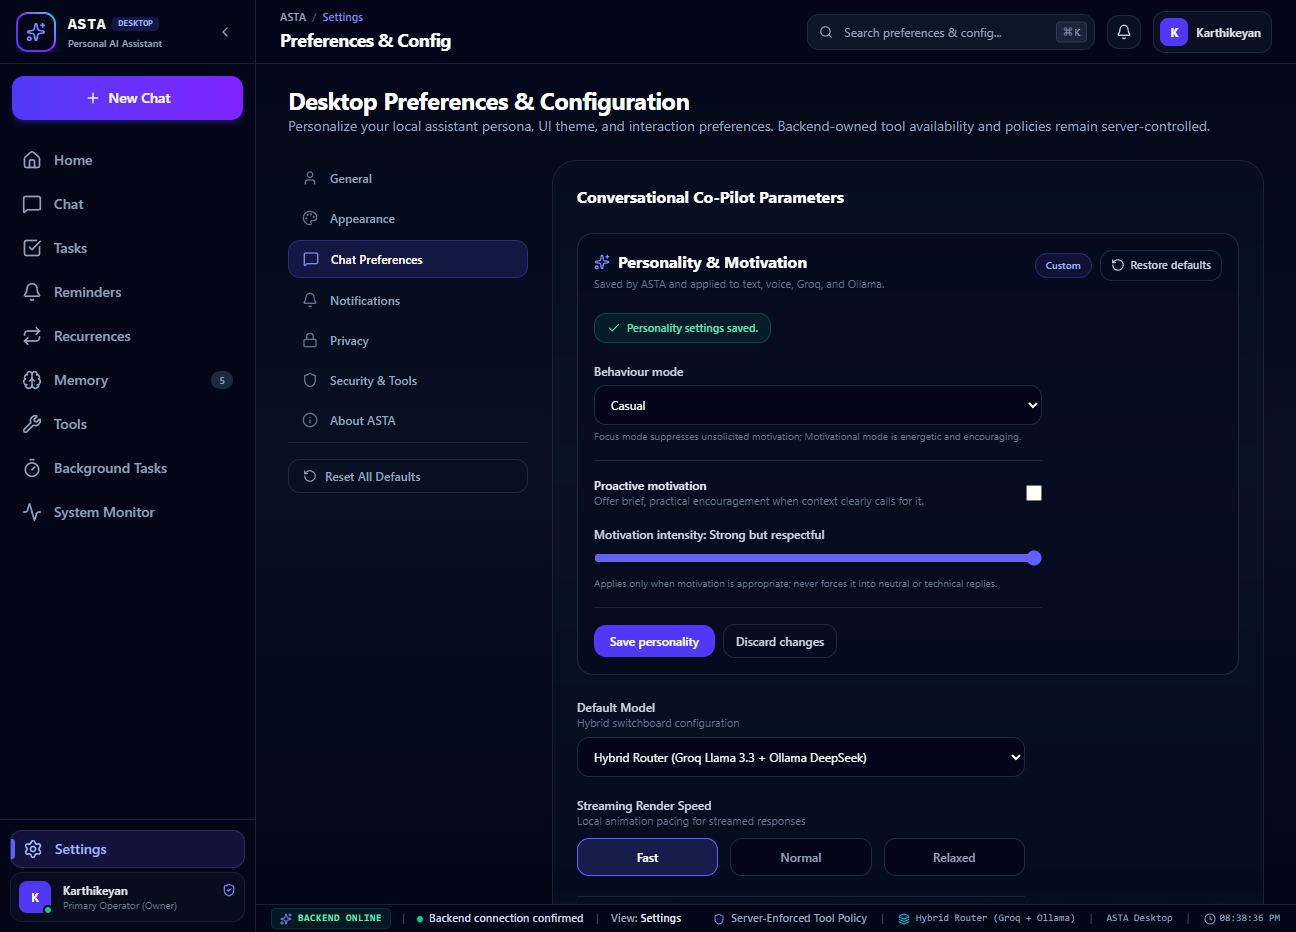 ASTA DESKTOP
Personal AI Assistant
New Chat
Home
Chat
Tasks
Reminders
Recurrences
Memory 5
Tools
Background Tasks
System Monitor
Settings
K Karthikeyan
Primary Operator (Owner)
ASTA / Settings
Preferences & Config
Search preferences & config... ⌘K
K Karthikeyan
Desktop Preferences & Configuration
Personalize your local assistant persona, UI theme, and interaction preferences. Backend-owned tool availability and policies remain server-controlled.
General
Appearance
Chat Preferences
Notifications
Privacy
Security & Tools
About ASTA
Reset All Defaults
Conversational Co-Pilot Parameters
Personality & Motivation
Saved by ASTA and applied to text, voice, Groq, and Ollama.
Custom
Restore defaults
Personality settings saved.
Behaviour mode
Casual
Focus mode suppresses unsolicited motivation; Motivational mode is energetic and encouraging.
Proactive motivation
Offer brief, practical encouragement when context clearly calls for it.
Motivation intensity: Strong but respectful
Applies only when motivation is appropriate; never forces it into neutral or technical replies.
Save personality
Discard changes
Default Model
Hybrid switchboard configuration
Hybrid Router (Groq Llama 3.3 + Ollama DeepSeek)
Streaming Render Speed
Local animation pacing for streamed responses
Fast
Normal
Relaxed
BACKEND ONLINE | Backend connection confirmed | View: Settings
Server-Enforced Tool Policy | Hybrid Router (Groq + Ollama) | ASTA Desktop | 08:38:36 PM